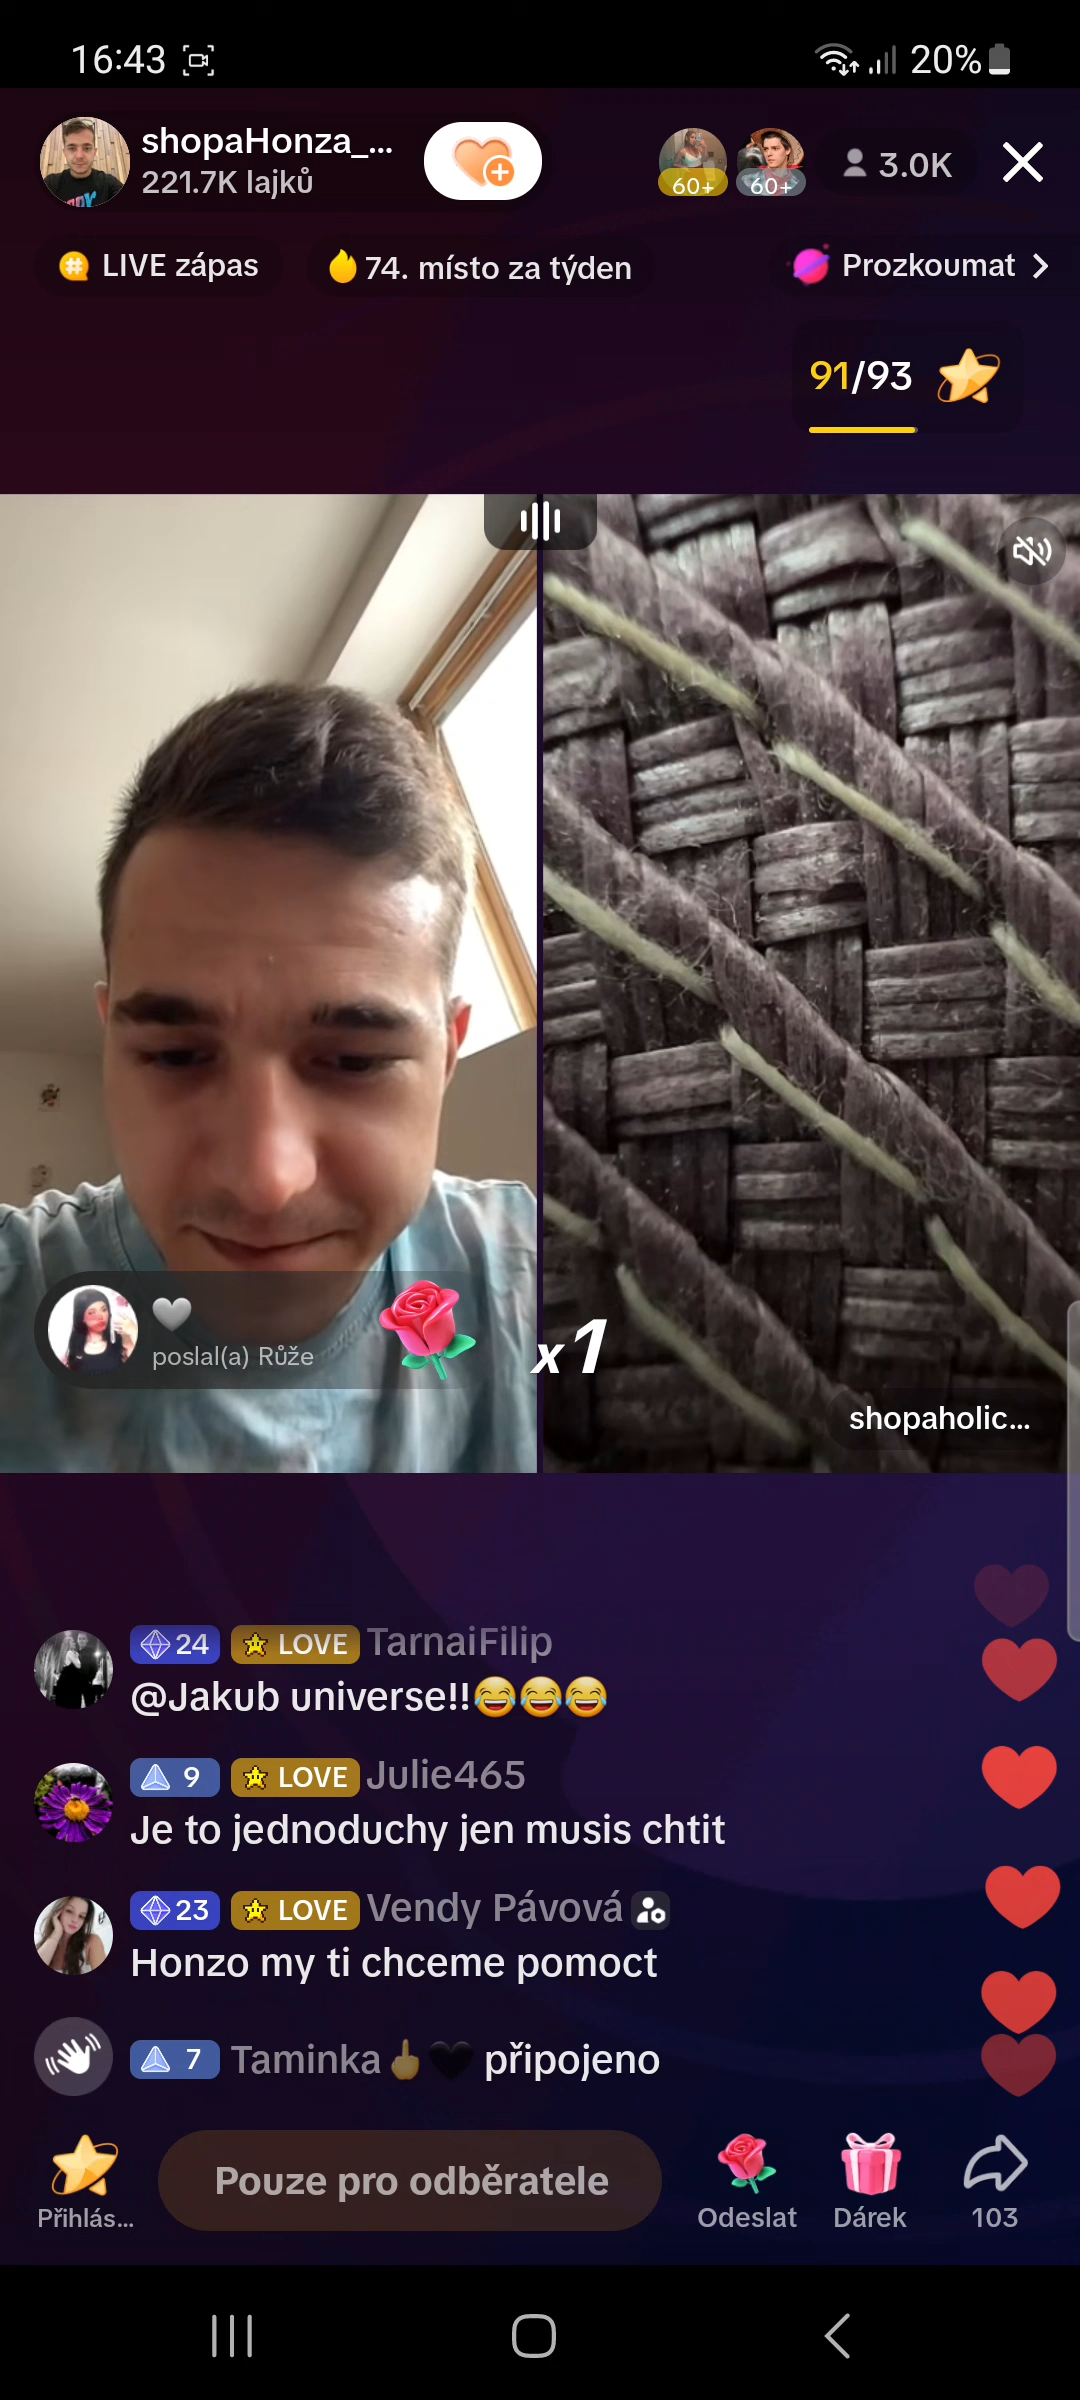 16:43
20%
shopaHonza_...
221.7K lajků
60+
60+
3.0K
LIVE zápas
74. místo za týden
Prozkoumat
91/93
poslal(a) Růže
x1
shopaholic...
24 LOVE TarnaiFilip
@Jakub universe!!😂😂😂
9 LOVE Julie465
Je to jednoduchy jen musis chtit
23 LOVE Vendy Pávová
Honzo my ti chceme pomoct
7 Taminka🖕🖤 připojeno
Pouze pro odběratele
Přihlás...
Odeslat
Dárek
103